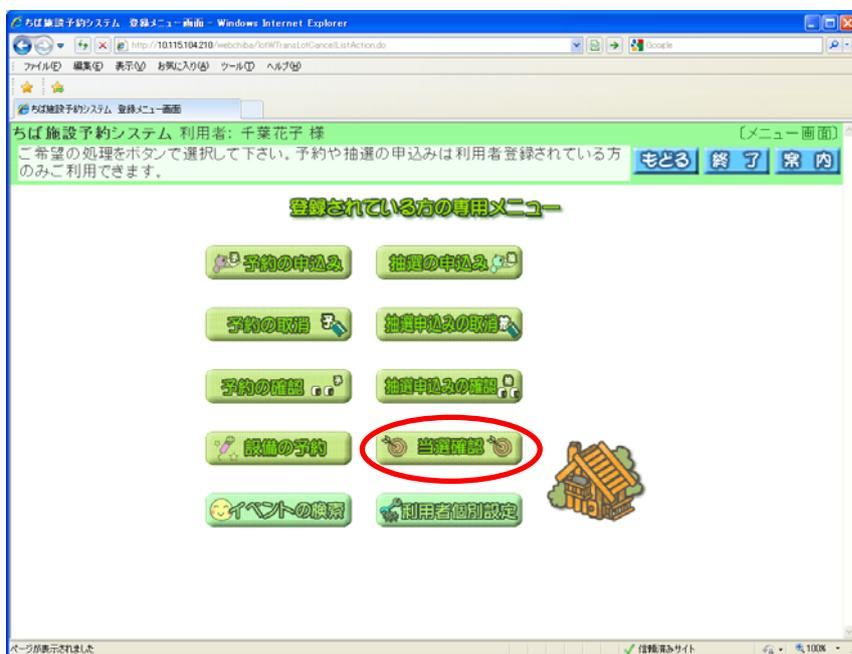 ちば施設予約システム 登録メニュー画面 - Windows Internet Explorer
http://10.115.104.210/webchiba/lotWTransLotCancelListAction.do
Google
ファイル(F) 編集(E) 表示(V) お気に入り(A) ツール(T) ヘルプ(H)
ちば施設予約システム 登録メニュー画面
ちば施設予約システム 利用者: 千葉花子 様 〔メニュー画面〕
ご希望の処理をボタンで選択して下さい。予約や抽選の申込みは利用者登録されている方
のみご利用できます。
もどる 終了 案内
登録されている方の専用メニュー
予約の申込み 抽選の申込み
予約の取消 抽選申込みの取消
予約の確認 抽選申込みの確認
設備の予約 当選確認
イベントの検索 利用者個別設定
ページが表示されました 信頼済みサイト 100%